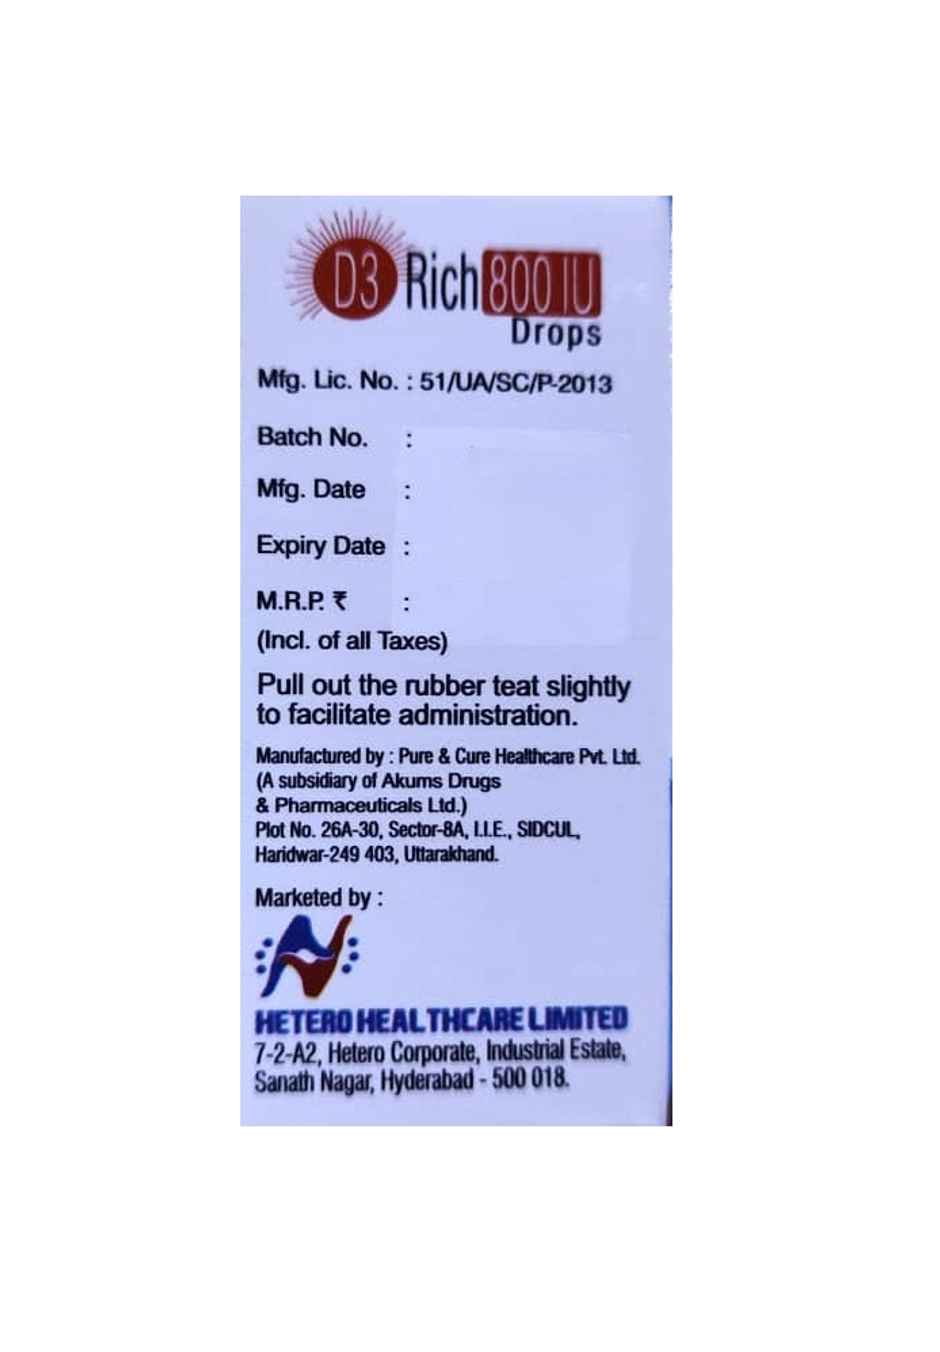 D3 Rich 800 IU
Drops
Mfg. Lic. No. : 51/UA/SC/P-2013
Batch No. :
Mfg. Date :
Expiry Date :
M.R.P. ₹ :
(Incl. of all Taxes)
Pull out the rubber teat slightly
to facilitate administration.
Manufactured by : Pure & Cure Healthcare Pvt. Ltd.
(A subsidiary of Akums Drugs
& Pharmaceuticals Ltd.)
Plot No. 26A-30, Sector-8A, I.I.E., SIDCUL,
Haridwar-249 403, Uttarakhand.
Marketed by :
HETERO HEALTHCARE LIMITED
7-2-A2, Hetero Corporate, Industrial Estate,
Sanath Nagar, Hyderabad - 500 018.